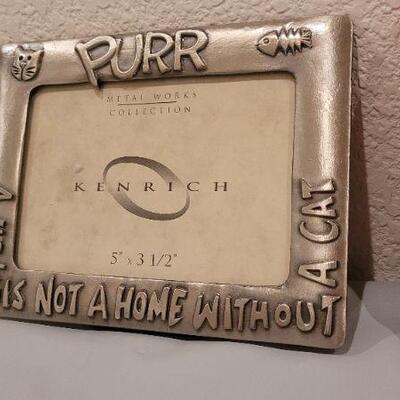 PURR
METAL WORKS
COLLECTION
KENRICH
5" x 3 1/2"
A
IS NOT A HOME WITHOUT
A CAT